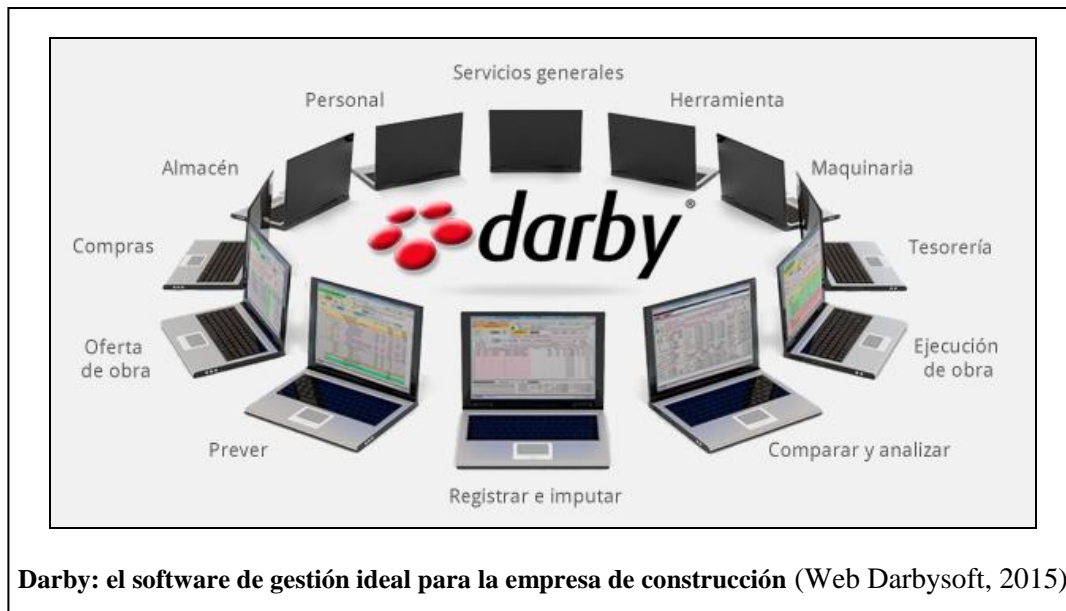 Servicios generales
Personal
Herramienta
Almacén
Maquinaria
Compras
darby®
Tesorería
Oferta
de obra
Ejecución
de obra
Prever
Comparar y analizar
Registrar e imputar
Darby: el software de gestión ideal para la empresa de construcción (Web Darbysoft, 2015)